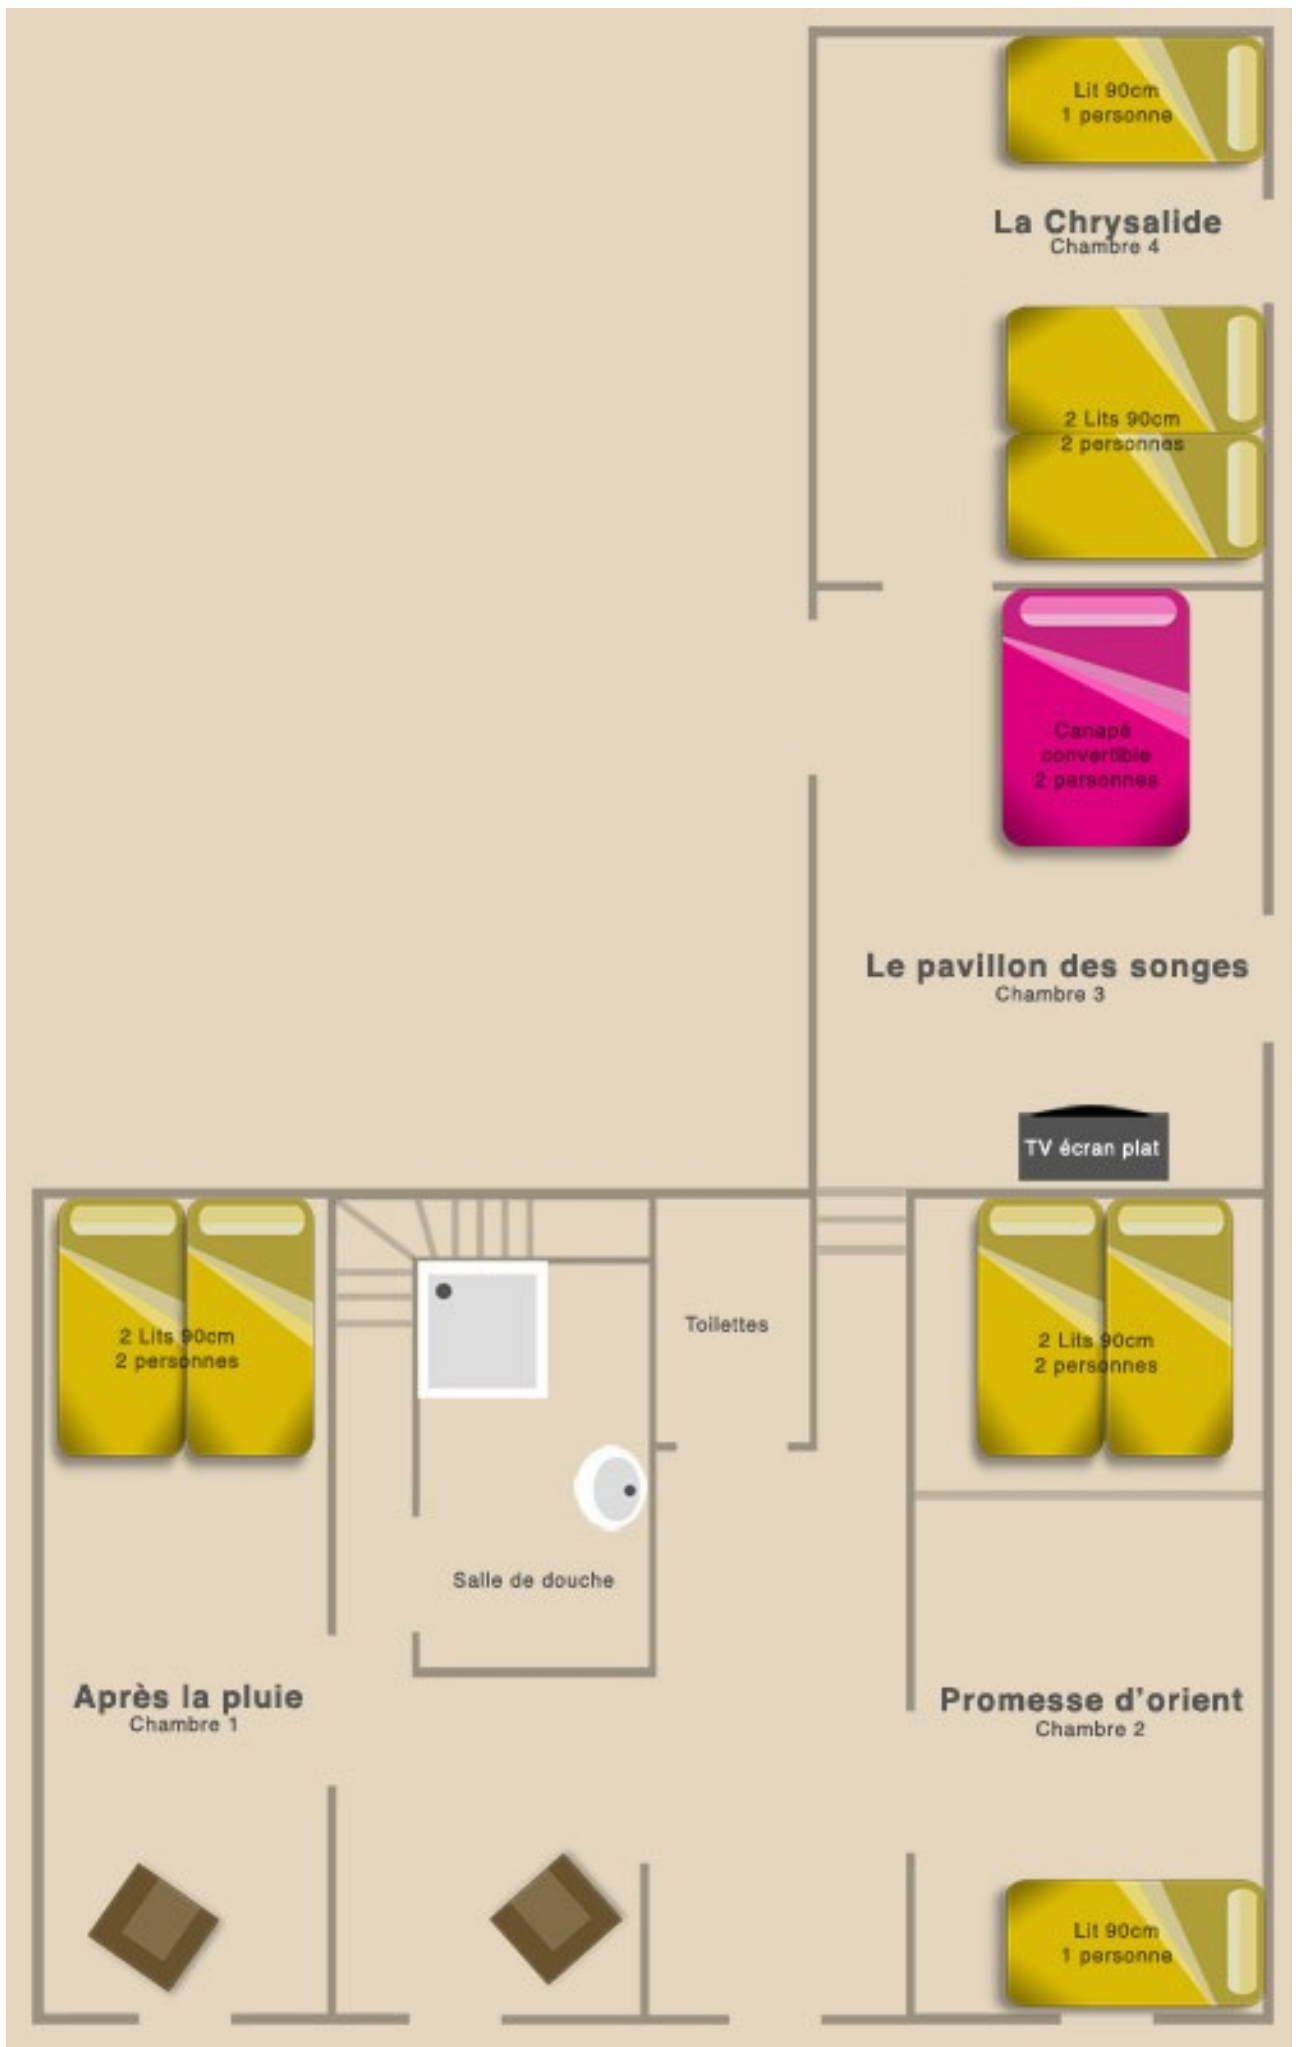 Lit 90cm
1 personne
La Chrysalide
Chambre 4
2 Lits 90cm
2 personnes
Canapé
convertible
2 personnes
Le pavillon des songes
Chambre 3
TV écran plat
2 Lits 90cm
2 personnes
Toilettes
2 Lits 90cm
2 personnes
Salle de douche
Après la pluie
Chambre 1
Promesse d'orient
Chambre 2
Lit 90cm
1 personne